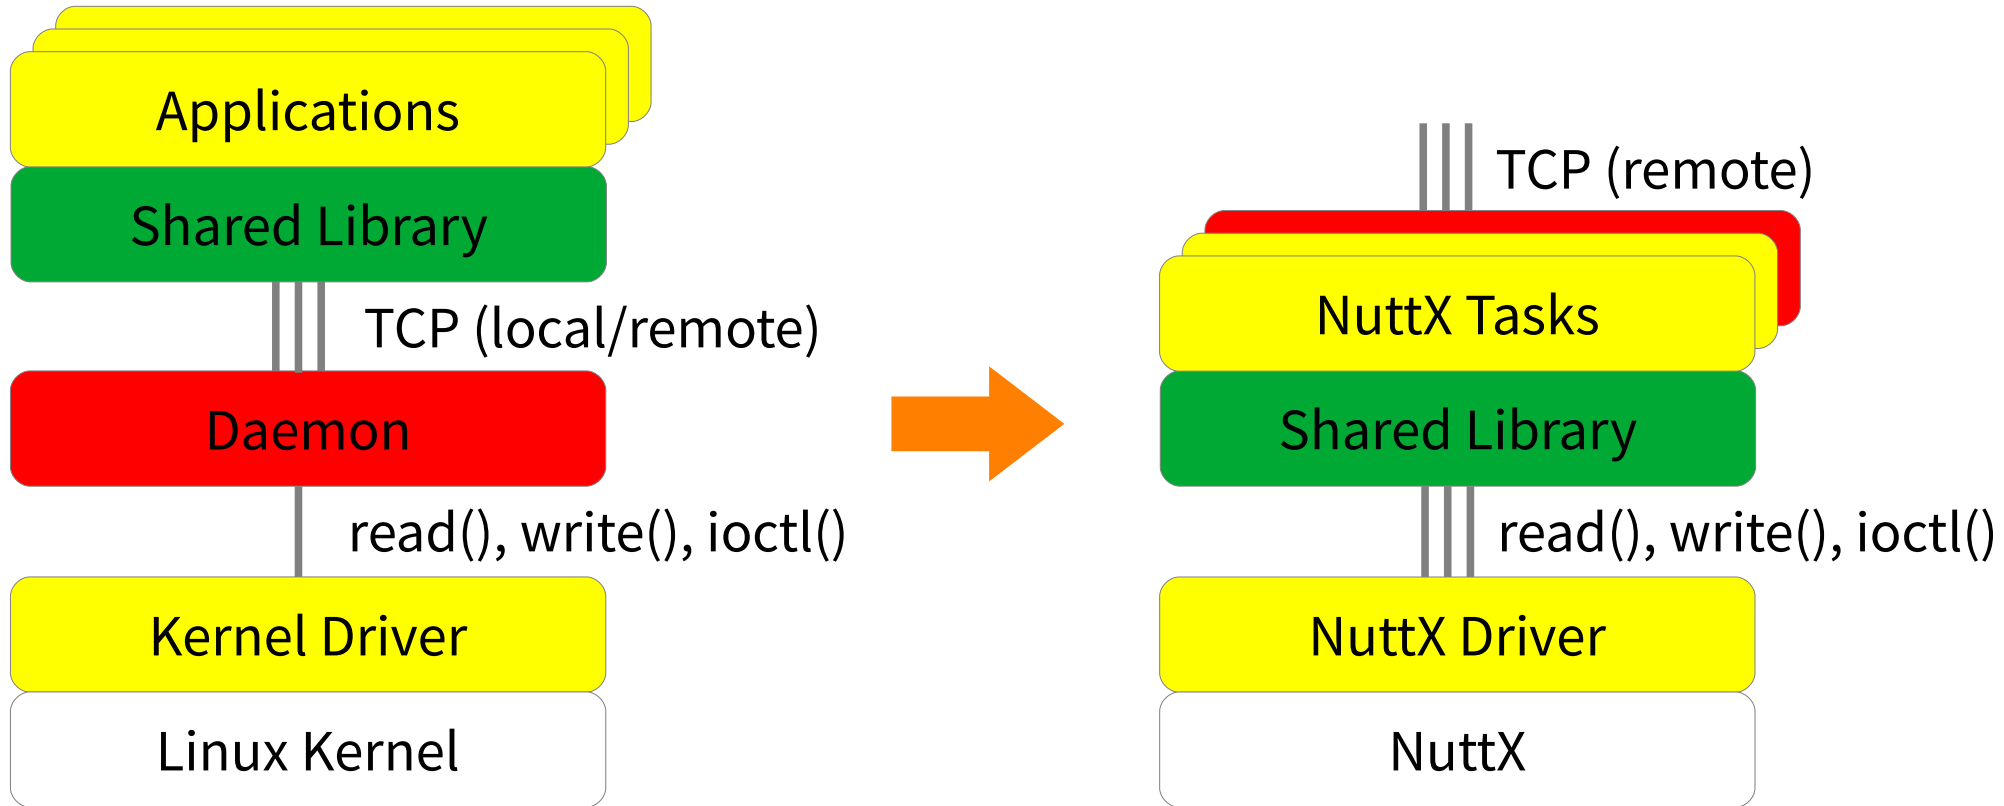 Applications
Shared Library
TCP (local/remote)
Daemon
read(), write(), ioctl()
Kernel Driver
Linux Kernel
TCP (remote)
NuttX Tasks
Shared Library
read(), write(), ioctl()
NuttX Driver
NuttX